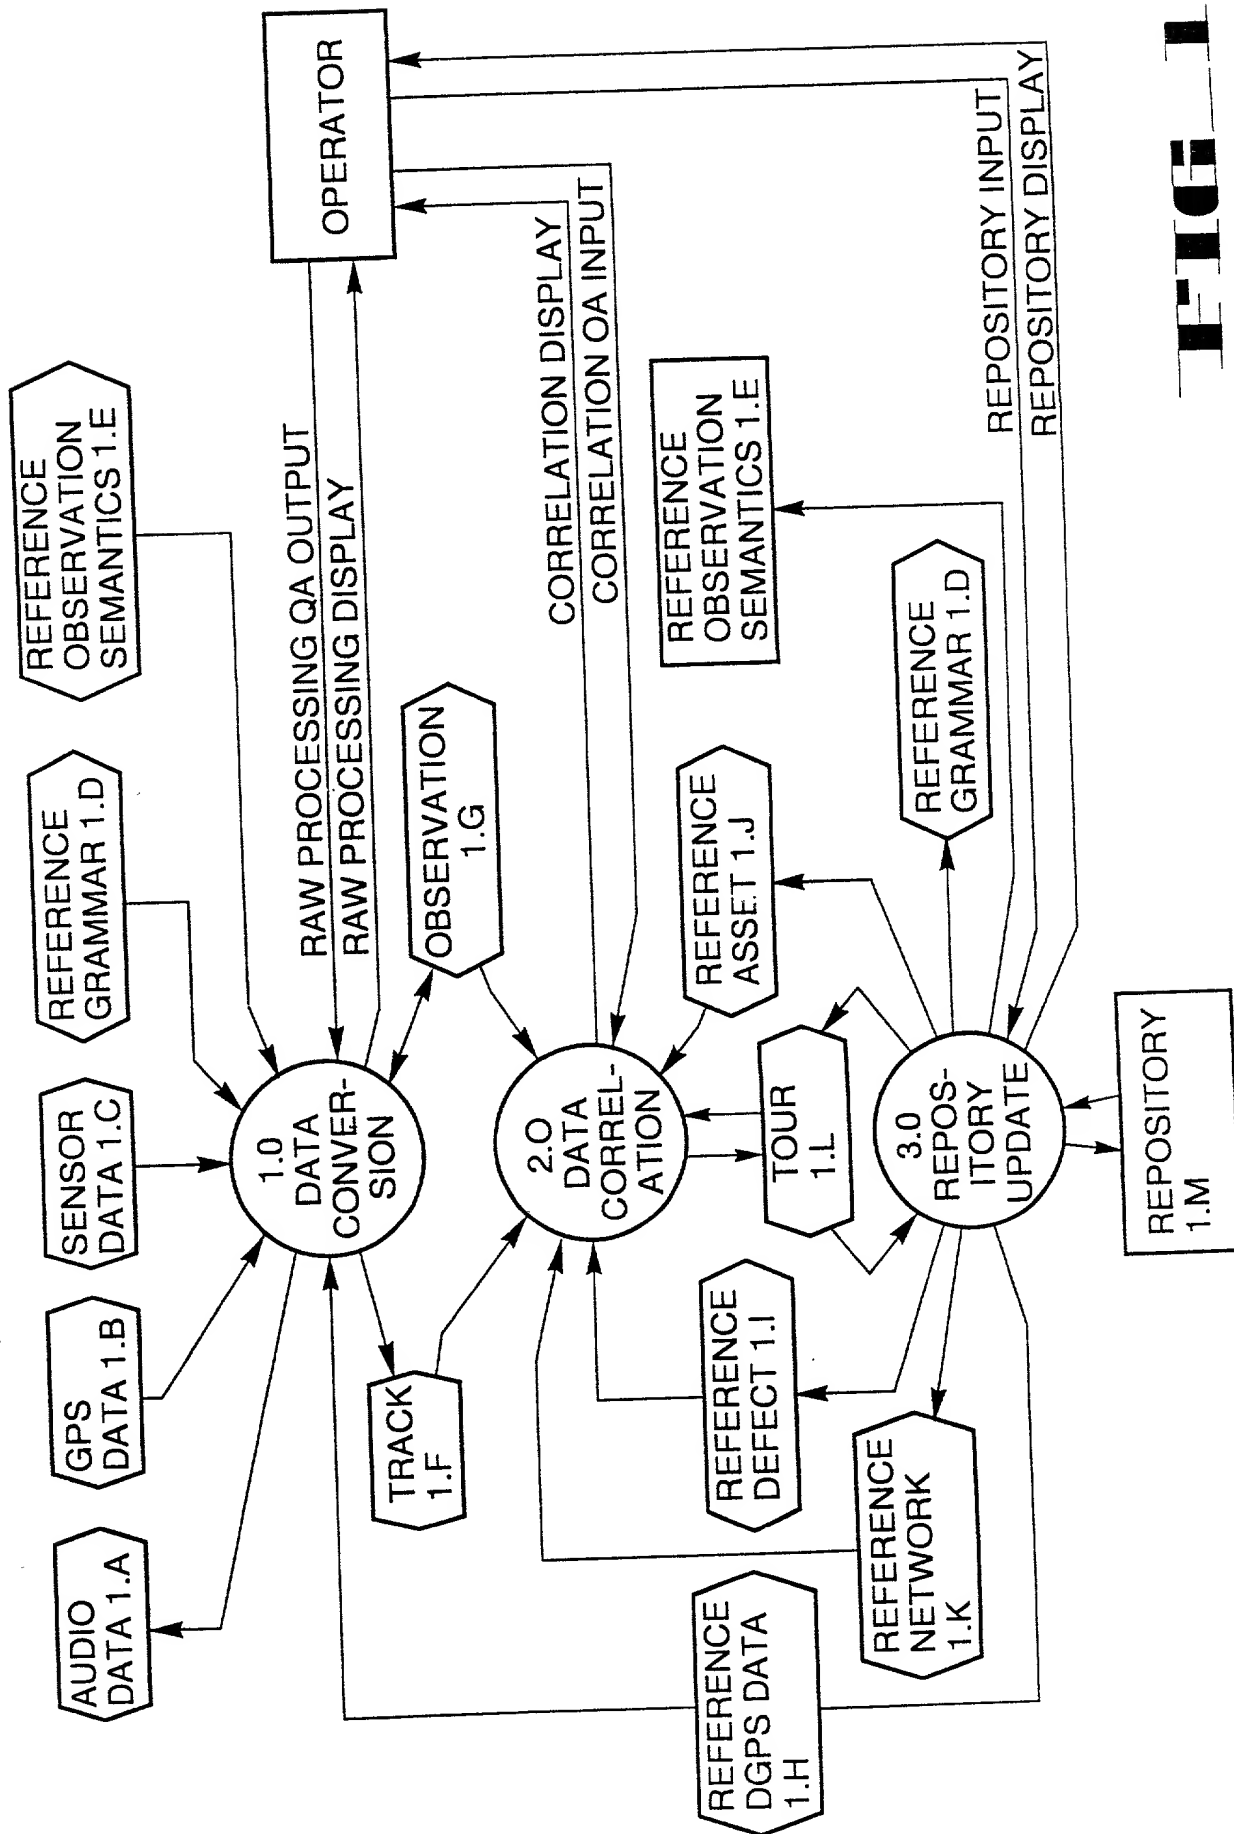 AUDIO
DATA 1.A
GPS
DATA 1.B
SENSOR
DATA 1.C
REFERENCE
GRAMMAR 1.D
REFERENCE
OBSERVATION
SEMANTICS 1.E
1.0
DATA
CONVER-
SION
RAW PROCESSING QA OUTPUT
RAW PROCESSING DISPLAY
OPERATOR
TRACK
1.F
OBSERVATION
1.G
2.O
DATA
CORREL-
ATION
CORRELATION DISPLAY
CORRELATION OA INPUT
REFERENCE
DGPS DATA
1.H
REFERENCE
DEFECT 1.I
TOUR
1.L
REFERENCE
ASSET 1.J
REFERENCE
OBSERVATION
SEMANTICS 1.E
REFERENCE
NETWORK
1.K
3.0
REPOS-
ITORY
UPDATE
REFERENCE
GRAMMAR 1.D
REPOSITORY INPUT
REPOSITORY DISPLAY
REPOSITORY
1.M
FIG 1